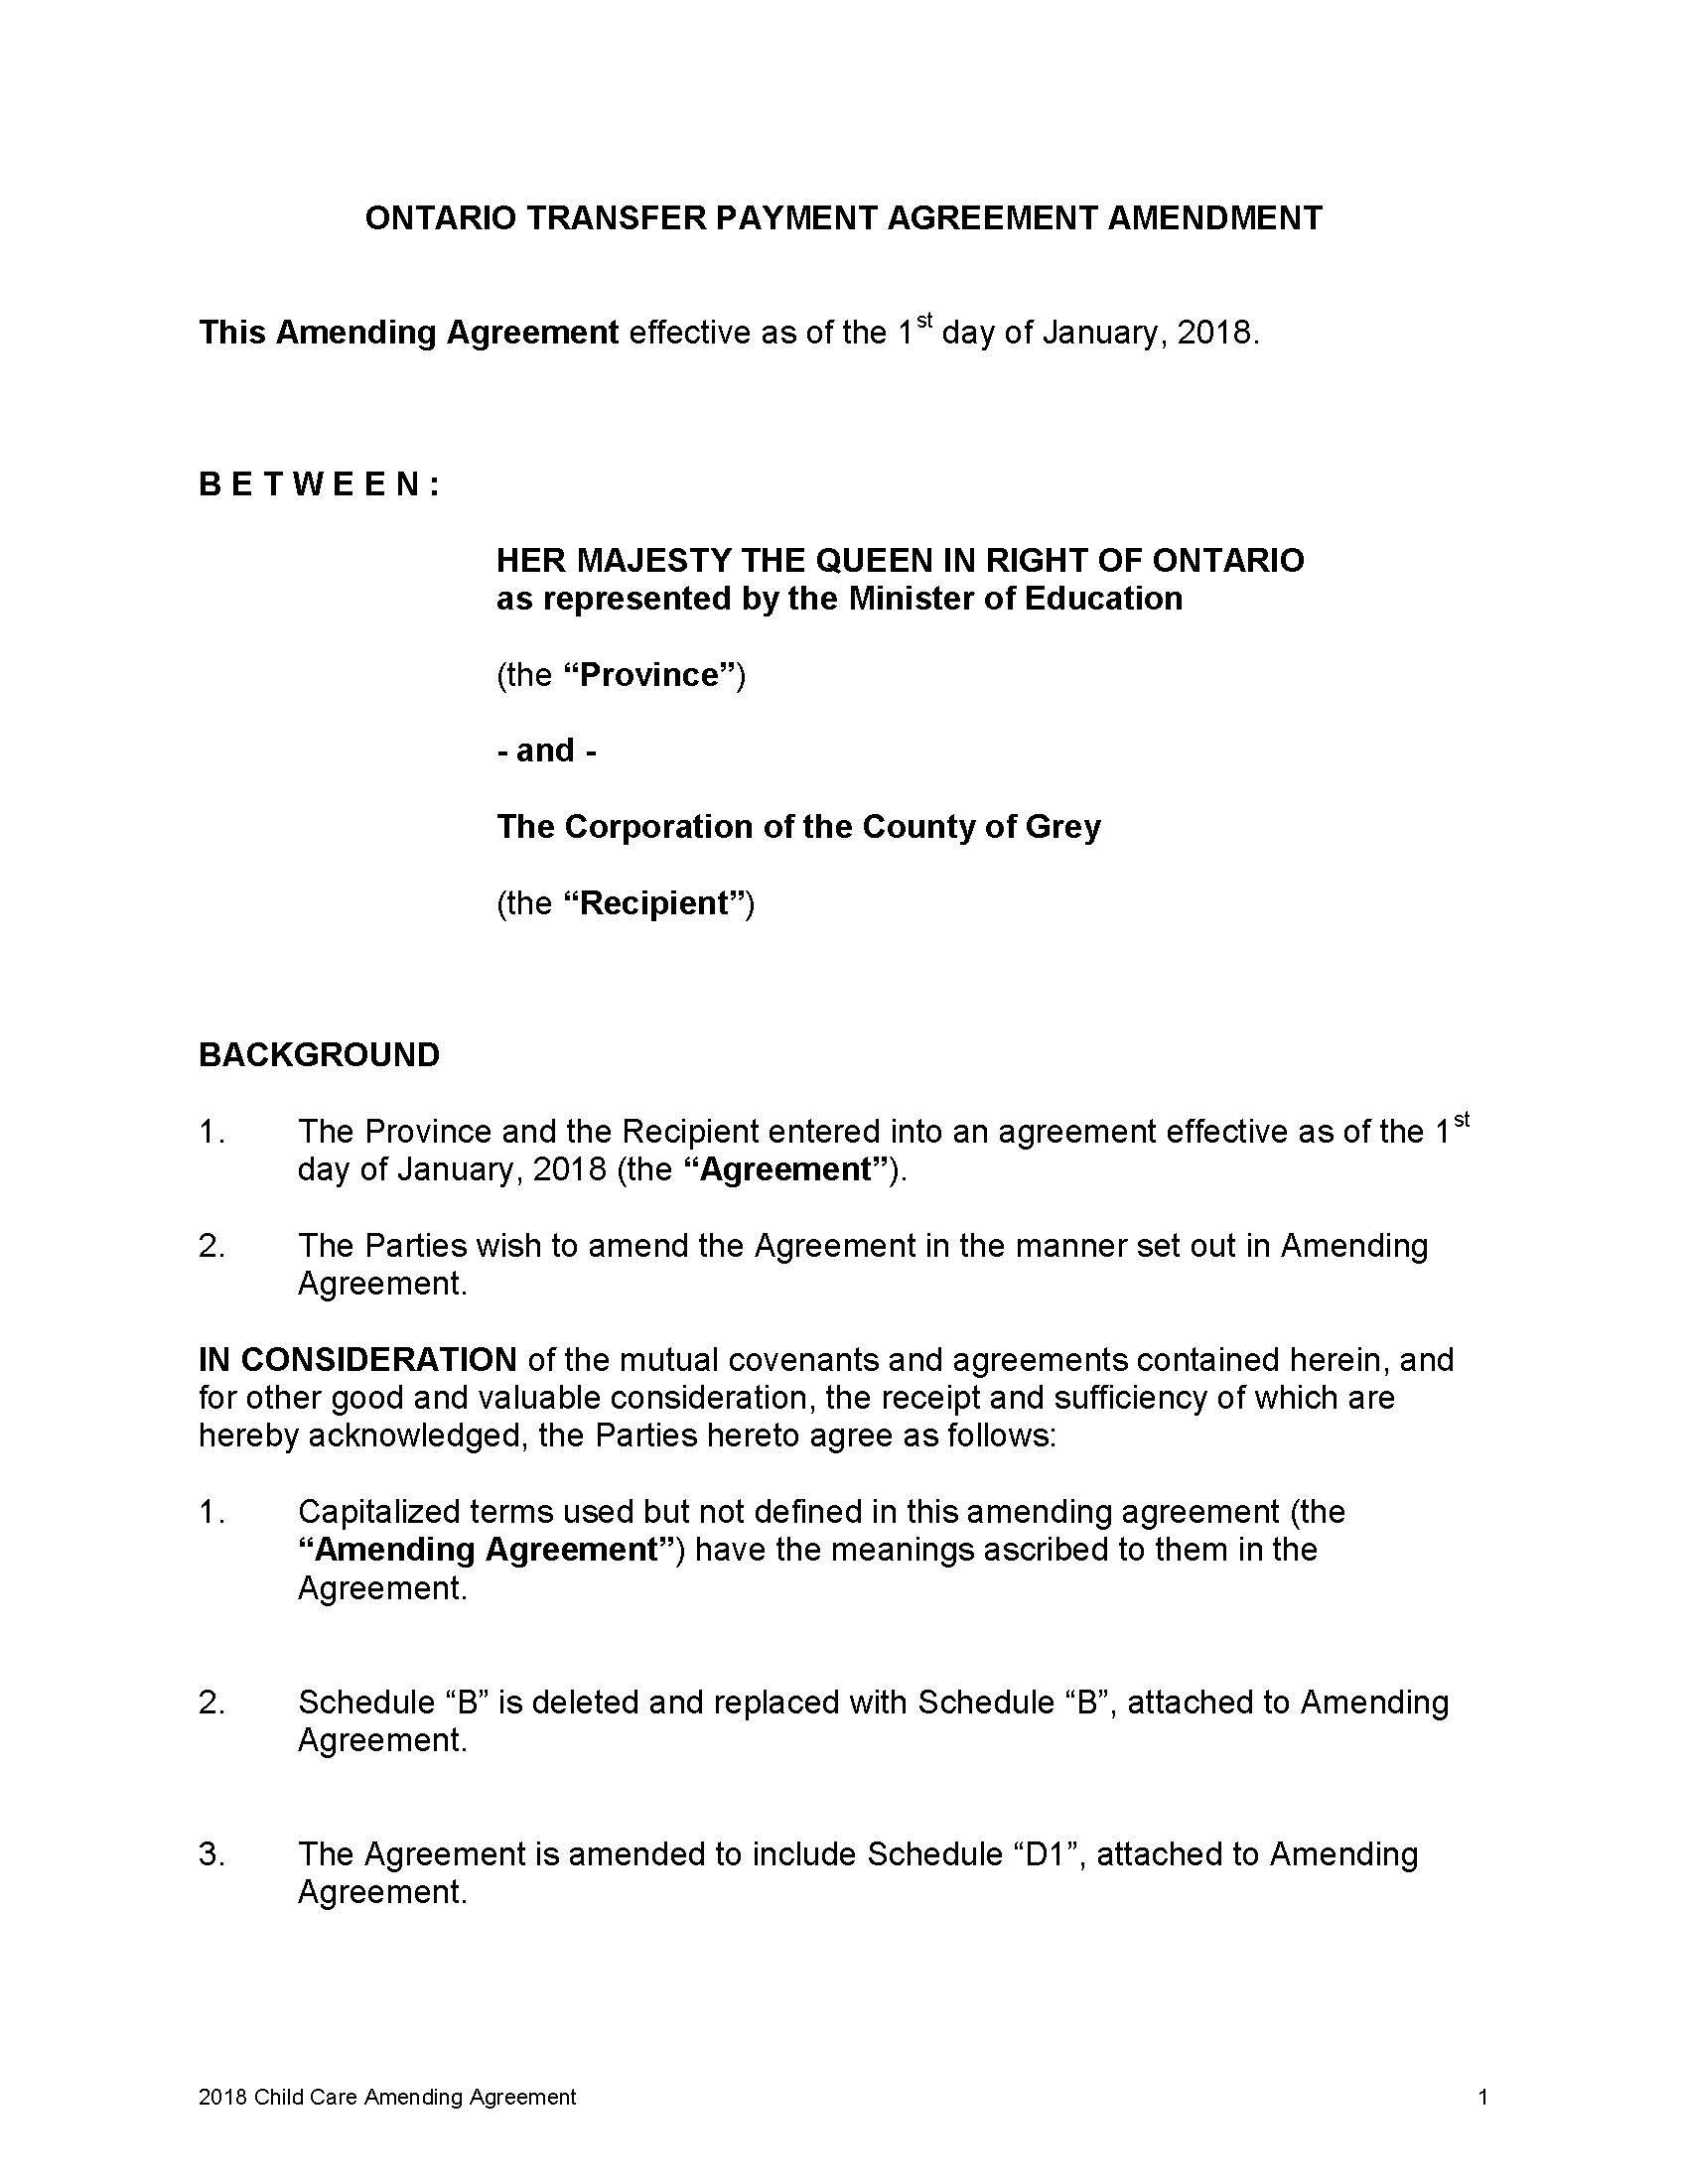 ONTARIO TRANSFER PAYMENT AGREEMENT AMENDMENT
This Amending Agreement effective as of the 1st day of January, 2018.
B E T W E E N :
HER MAJESTY THE QUEEN IN RIGHT OF ONTARIO
as represented by the Minister of Education
(the “Province”)
- and -
The Corporation of the County of Grey
(the “Recipient”)
BACKGROUND
1. The Province and the Recipient entered into an agreement effective as of the 1st
day of January, 2018 (the “Agreement”).
2. The Parties wish to amend the Agreement in the manner set out in Amending
Agreement.
IN CONSIDERATION of the mutual covenants and agreements contained herein, and
for other good and valuable consideration, the receipt and sufficiency of which are
hereby acknowledged, the Parties hereto agree as follows:
1. Capitalized terms used but not defined in this amending agreement (the
“Amending Agreement”) have the meanings ascribed to them in the
Agreement.
2. Schedule “B” is deleted and replaced with Schedule “B”, attached to Amending
Agreement.
3. The Agreement is amended to include Schedule “D1”, attached to Amending
Agreement.
2018 Child Care Amending Agreement 1